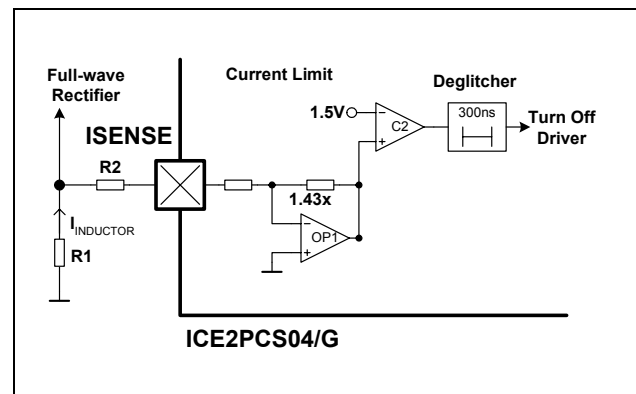 Full-wave
Rectifier
Current Limit
Deglitcher
1.5V
C2
300ns
Turn Off
Driver
ISENSE
R2
1.43x
IINDUCTOR
OP1
R1
ICE2PCS04/G